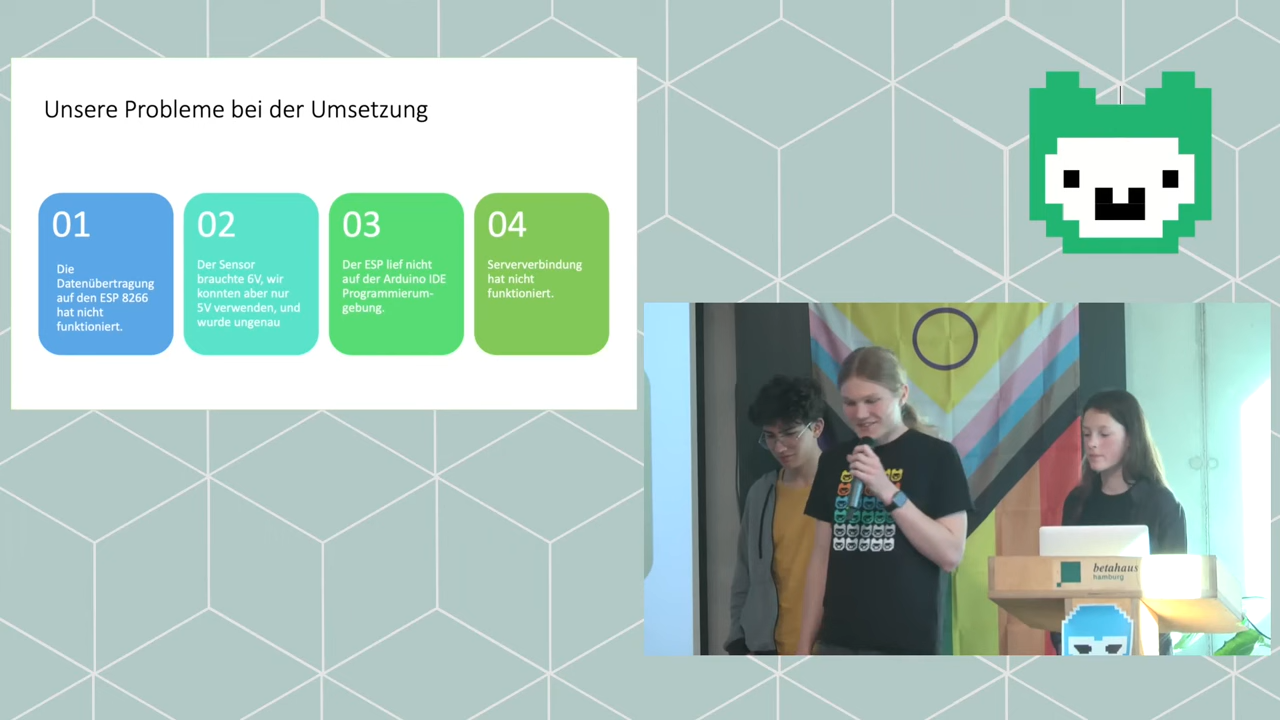 Unsere Probleme bei der Umsetzung
01
Die
Datenübertragung
auf den ESP 8266
hat nicht
funktioniert.
02
Der Sensor
brauchte 6V, wir
konnten aber nur
5V verwenden, und
wurde ungenau
03
Der ESP lief nicht
auf der Arduino IDE
Programmierum-
gebung.
04
Serververbindung
hat nicht
funktioniert.
betahaus
hamburg